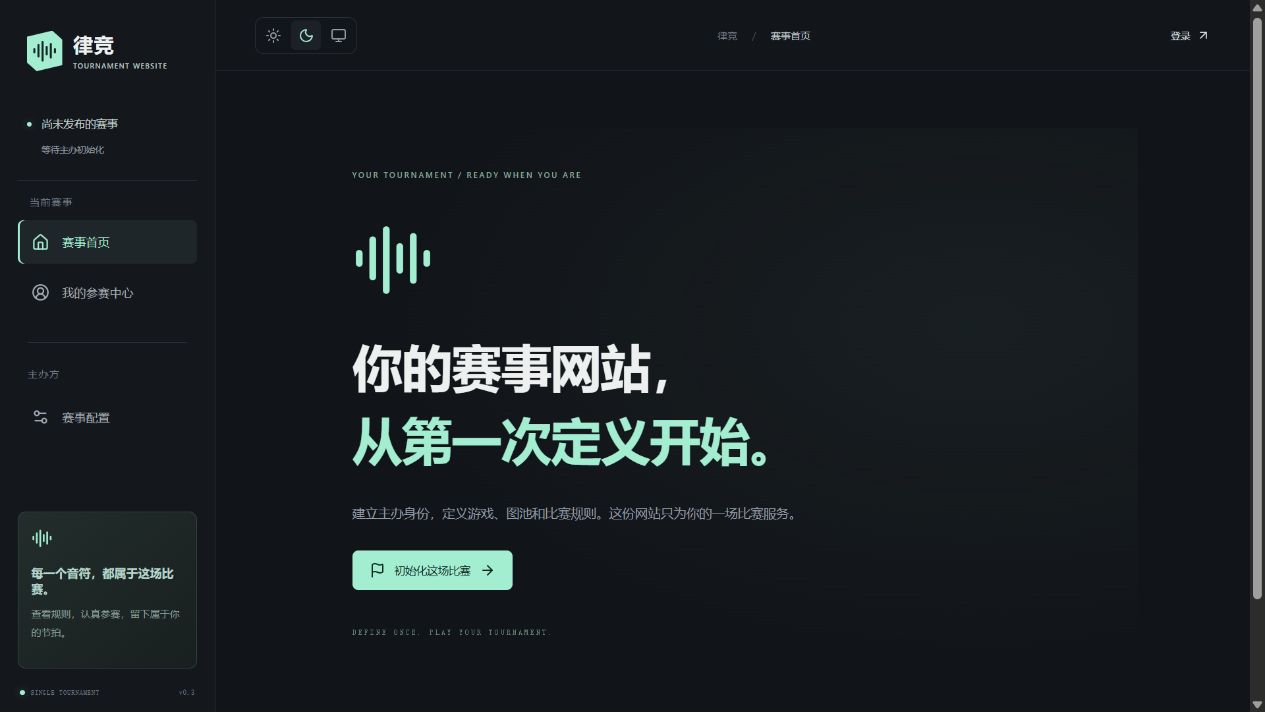 律竞
TOURNAMENT WEBSITE
尚未发布的赛事
等待主办初始化
当前赛事
赛事首页
我的参赛中心
主办方
赛事配置
每一个音符，都属于这场比
赛。
查看规则，认真参赛，留下属于你
的节拍。
SINGLE TOURNAMENT v0.3
律竞 / 赛事首页
登录
YOUR TOURNAMENT / READY WHEN YOU ARE
你的赛事网站，
从第一次定义开始。
建立主办身份，定义游戏、图池和比赛规则。这份网站只为你的一场比赛服务。
初始化这场比赛
DEFINE ONCE. PLAY YOUR TOURNAMENT.